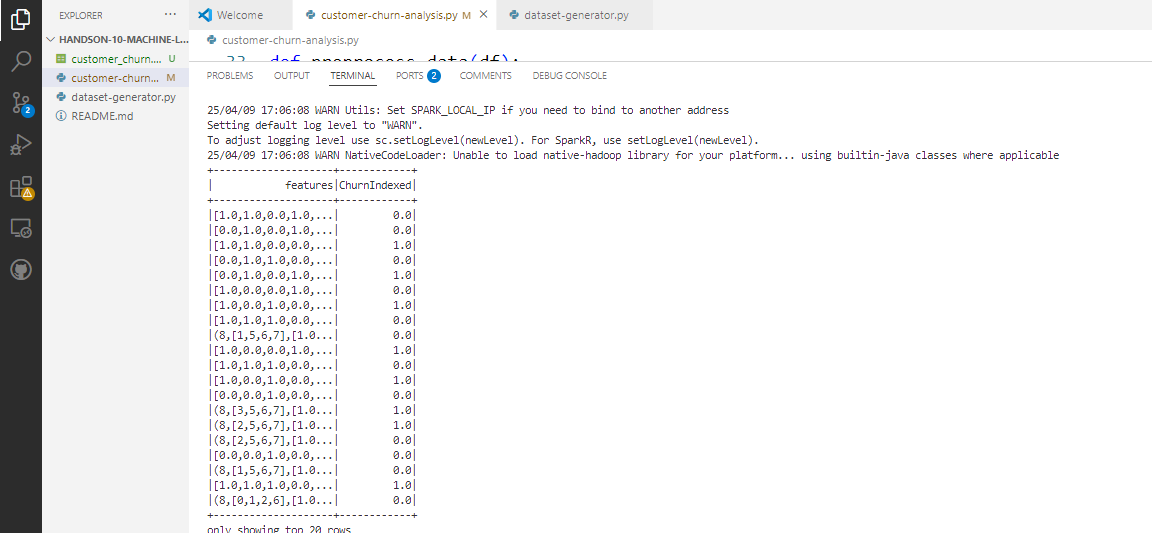 EXPLORER ...
HANDSON-10-MACHINE-L...
customer_churn.... U
customer-churn... M
dataset-generator.py
README.md
2
Welcome
customer-churn-analysis.py M
dataset-generator.py
customer-churn-analysis.py
33 def preprocess_data(df):
PROBLEMS OUTPUT TERMINAL PORTS 2 COMMENTS DEBUG CONSOLE
25/04/09 17:06:08 WARN Utils: Set SPARK_LOCAL_IP if you need to bind to another address
Setting default log level to "WARN".
To adjust logging level use sc.setLogLevel(newLevel). For SparkR, use setLogLevel(newLevel).
25/04/09 17:06:08 WARN NativeCodeLoader: Unable to load native-hadoop library for your platform... using builtin-java classes where applicable
+--------------------+------------+
|            features|ChurnIndexed|
+--------------------+------------+
|[1.0,1.0,0.0,1.0,...|         0.0|
|[0.0,1.0,0.0,1.0,...|         0.0|
|[1.0,1.0,0.0,0.0,...|         1.0|
|[0.0,1.0,1.0,0.0,...|         0.0|
|[0.0,1.0,0.0,1.0,...|         1.0|
|[1.0,0.0,0.0,1.0,...|         0.0|
|[1.0,0.0,1.0,0.0,...|         1.0|
|[1.0,1.0,1.0,0.0,...|         0.0|
|(8,[1,5,6,7],[1.0...|         0.0|
|[1.0,0.0,0.0,1.0,...|         1.0|
|[1.0,1.0,1.0,0.0,...|         0.0|
|[1.0,0.0,1.0,0.0,...|         1.0|
|[0.0,0.0,1.0,0.0,...|         0.0|
|(8,[3,5,6,7],[1.0...|         1.0|
|(8,[2,5,6,7],[1.0...|         1.0|
|(8,[2,5,6,7],[1.0...|         0.0|
|[0.0,0.0,1.0,0.0,...|         0.0|
|(8,[1,5,6,7],[1.0...|         0.0|
|[1.0,1.0,1.0,0.0,...|         1.0|
|(8,[0,1,2,6],[1.0...|         0.0|
+--------------------+------------+
only showing top 20 rows